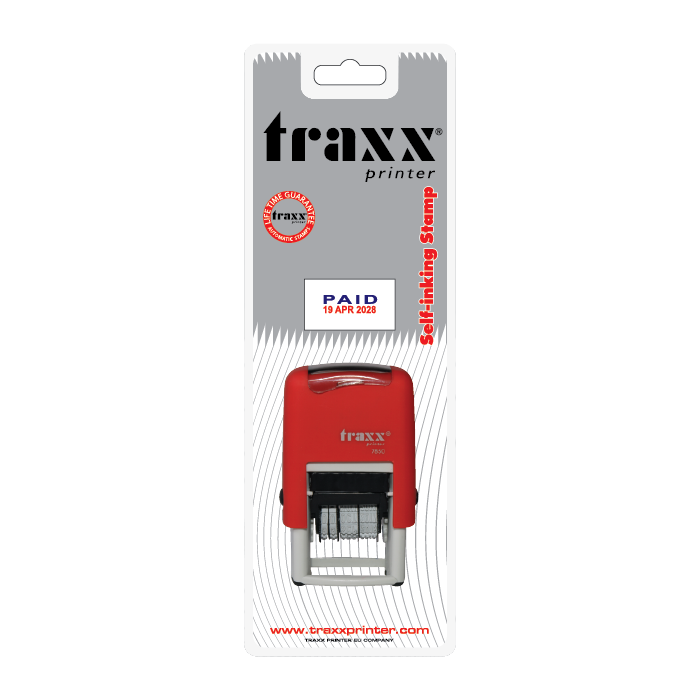 traxx®
printer
LIFE TIME GUARANTEE
traxx®
printer
AUTOMATIC STAMPS
Self-inking Stamp
PAID
19 APR 2028
traxx®
printer
www.traxxprinter.com
TRAXX PRINTER EU COMPANY